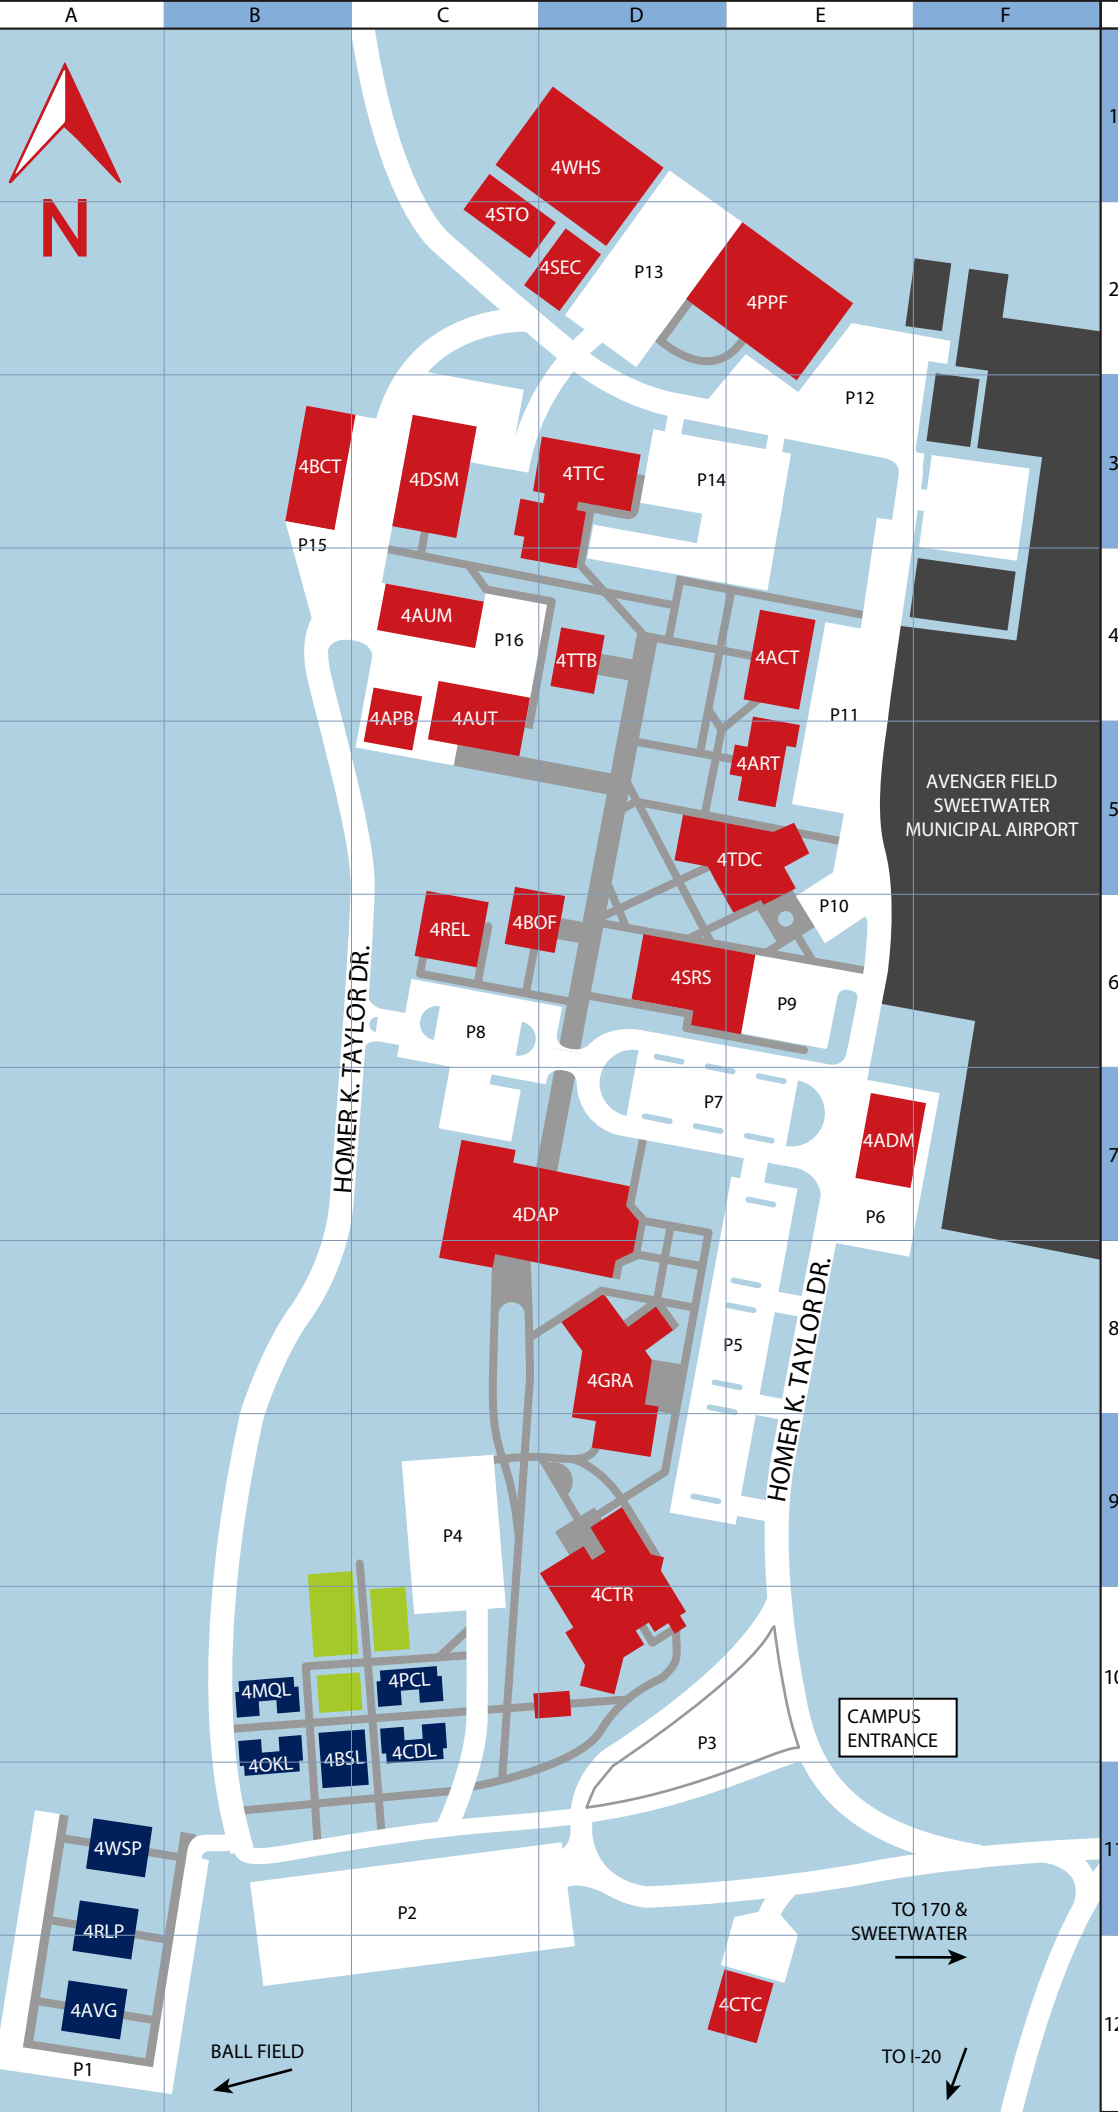 A B C D E F
1
4WHS
N
4STO
4SEC
P13
2
4PPF
P12
4BCT
4DSM
4TTC
P14
3
P15
4AUM
P16
4TTB
4ACT
4
4APB
4AUT
P11
4ART
AVENGER FIELD
SWEETWATER
MUNICIPAL AIRPORT
5
4TDC
P10
4REL
4BOF
4SRS
6
P9
P8
HOMER K. TAYLOR DR.
P7
4ADM
7
4DAP
P6
8
P5
HOMER K. TAYLOR DR.
4GRA
9
P4
4CTR
10
4MQL
4PCL
CAMPUS
ENTRANCE
P3
4OKL
4BSL
4CDL
11
4WSP
P2
TO 170 &
SWEETWATER
4RLP
4CTC
4AVG
12
BALL FIELD
TO I-20
P1